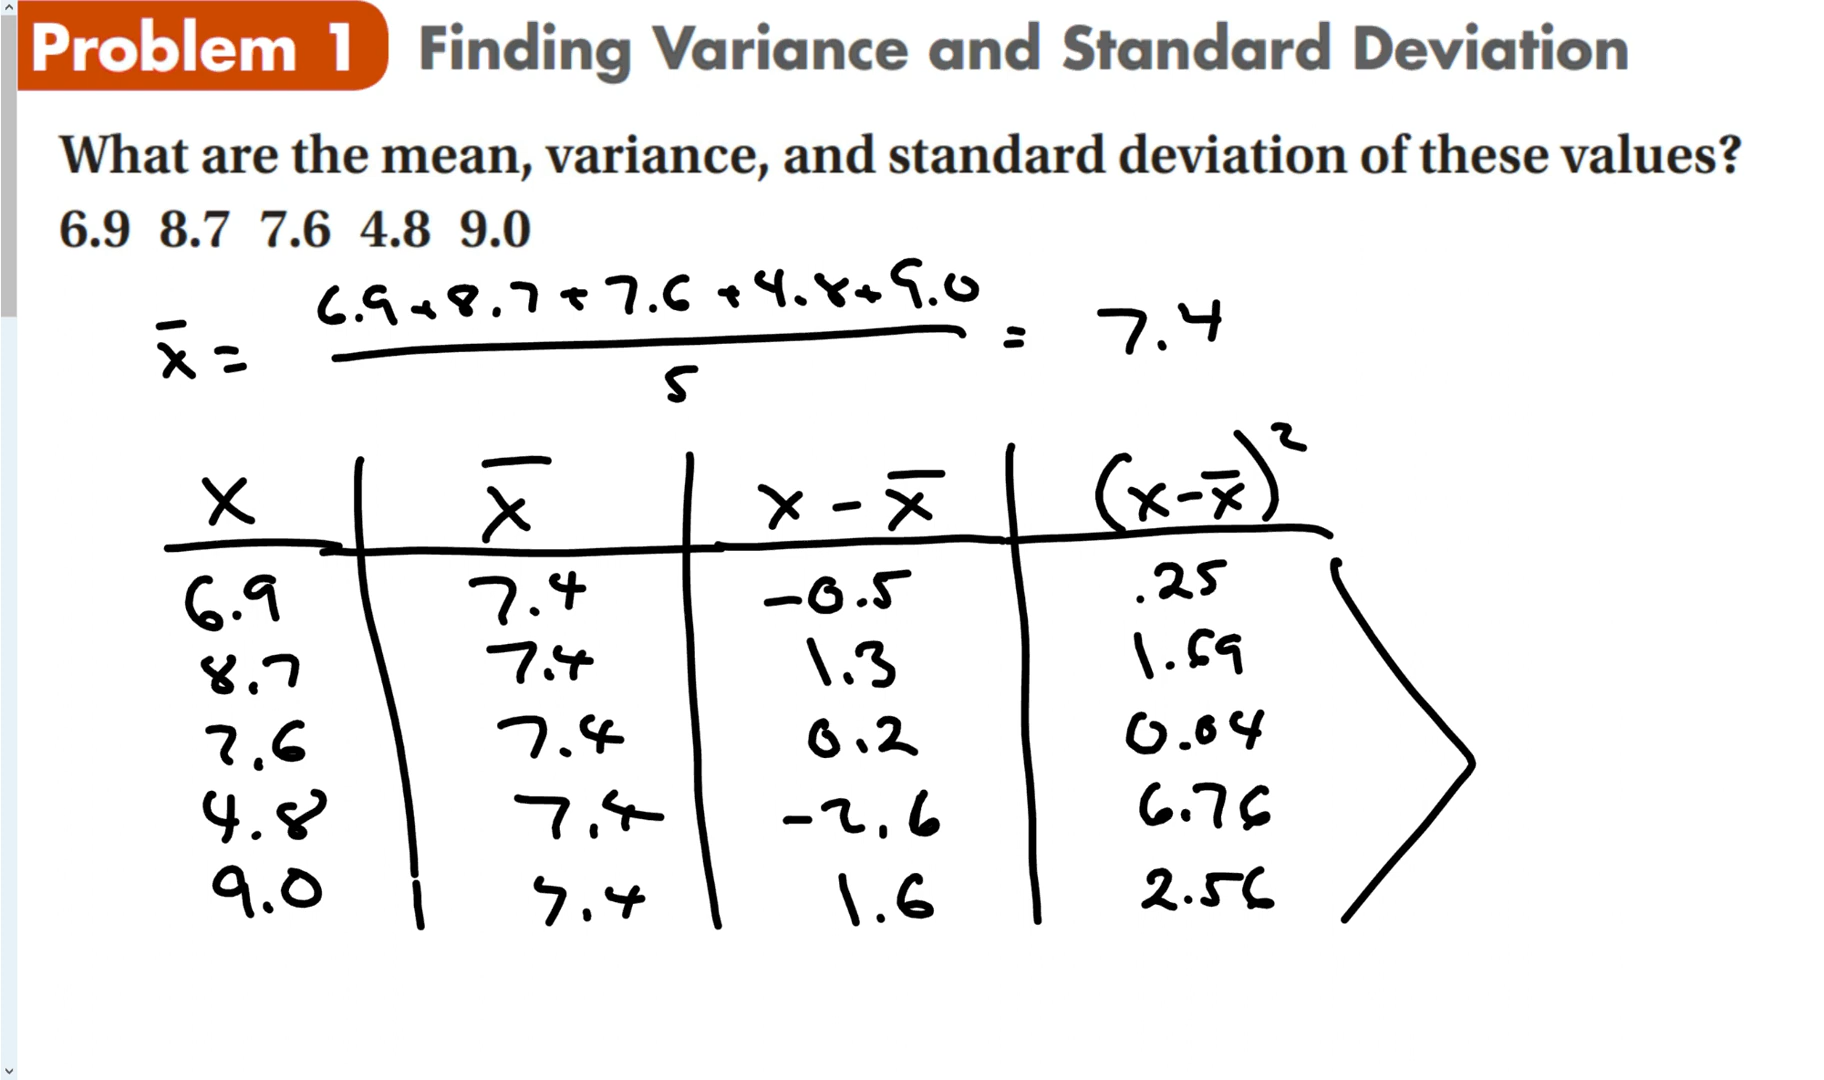 Problem 1 Finding Variance and Standard Deviation
What are the mean, variance, and standard deviation of these values?
6.9 8.7 7.6 4.8 9.0
x̄ = (6.9+8.7+7.6+4.8+9.0)/5 = 7.4
x x̄ x-x̄ (x-x̄)²
6.9 7.4 -0.5 .25
8.7 7.4 1.3 1.69
7.6 7.4 0.2 0.04
4.8 7.4 -2.6 6.76
9.0 7.4 1.6 2.56